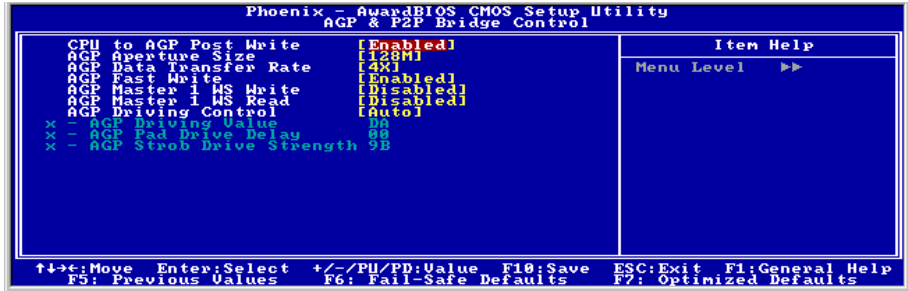 Phoenix - AwardBIOS CMOS Setup Utility
AGP & P2P Bridge Control
CPU to AGP Post Write [Enabled]
AGP Aperture Size [128M]
AGP Data Transfer Rate [4X]
AGP Fast Write [Enabled]
AGP Master 1 WS Write [Disabled]
AGP Master 1 WS Read [Disabled]
AGP Driving Control [Auto]
x - AGP Driving Value DA
x - AGP Pad Drive Delay 00
x - AGP Strob Drive Strength 9B
Item Help
Menu Level ▶▶
↑↓→←:Move Enter:Select +/-/PU/PD:Value F10:Save ESC:Exit F1:General Help
F5: Previous Values F6: Fail-Safe Defaults F7: Optimized Defaults